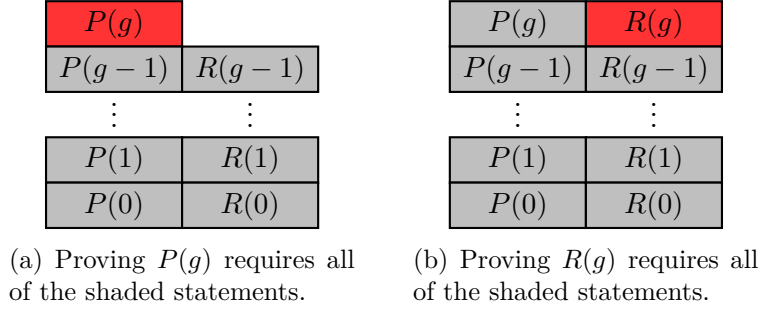 P(g)
P(g − 1) R(g − 1)
⋮ ⋮
P(1) R(1)
P(0) R(0)
(a) Proving P(g) requires all
of the shaded statements.
P(g) R(g)
P(g − 1) R(g − 1)
⋮ ⋮
P(1) R(1)
P(0) R(0)
(b) Proving R(g) requires all
of the shaded statements.